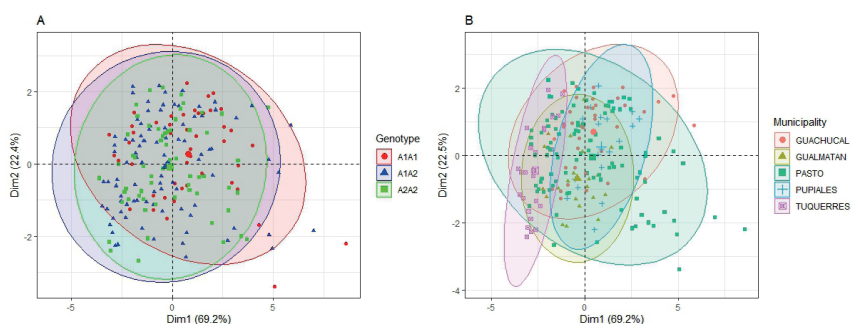 A
Dim2 (22.4%)
2
0
-2
-5
0
5
Dim1 (69.2%)
Genotype
A1A1
A1A2
A2A2
B
Dim2 (22.5%)
2
0
-2
-4
-5
0
5
Dim1 (69.2%)
Municipality
GUACHUCAL
GUALMATAN
PASTO
PUPIALES
TUQUERRES